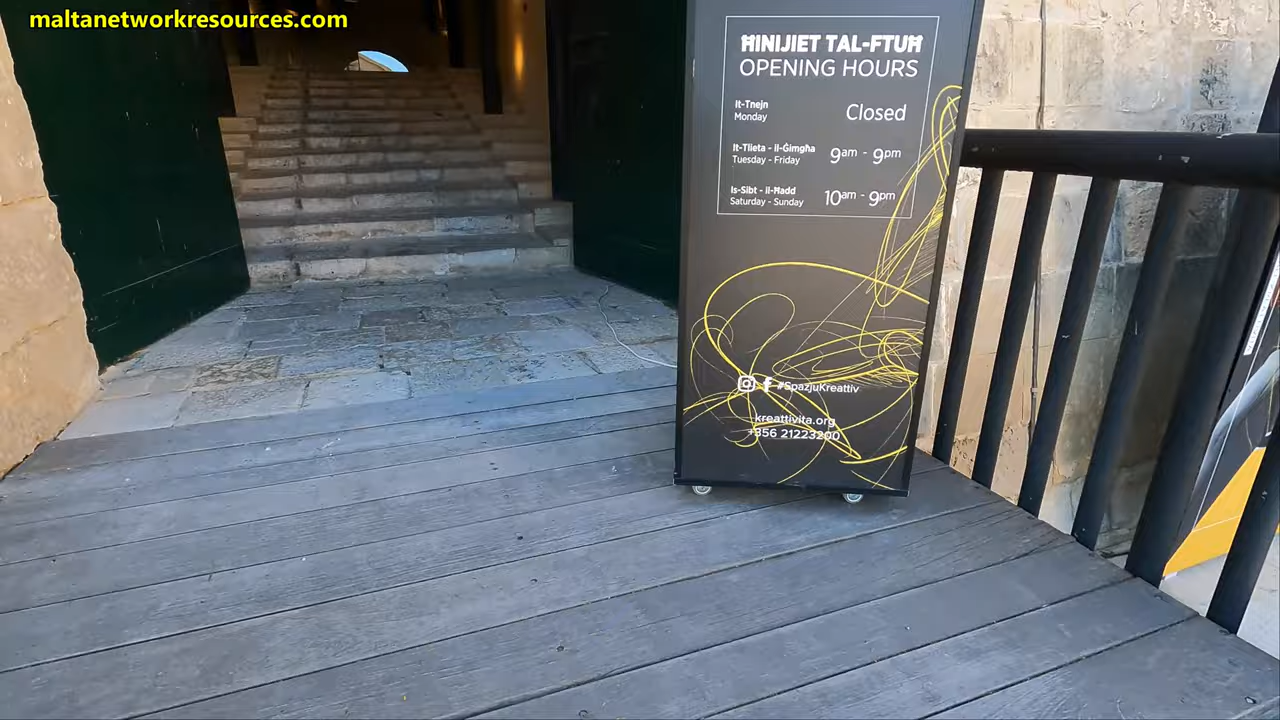 maltanetworkresources.com
ĦINIJIET TAL-FTUĦ
OPENING HOURS
It-Tnejn
Monday
Closed
It-Tlieta - Il-Ġimgħa
Tuesday - Friday
9am - 9pm
Is-Sibt - Il-Ħadd
Saturday - Sunday
10am - 9pm
#SpazjuKreattiv
kreattivita.org
+356 21223200